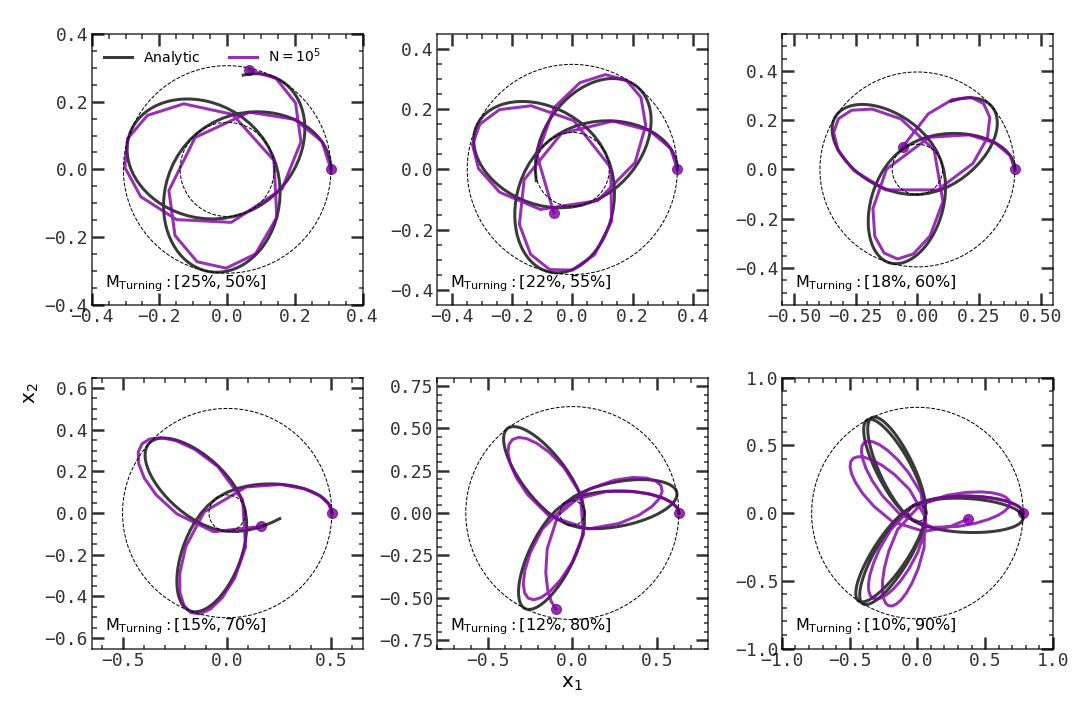 0.4
0.2
0.0
−0.2
−0.4
−0.4 −0.2 0.0 0.2 0.4
Analytic N = 10⁵
M_Turning : [25%, 50%]
0.4
0.2
0.0
−0.2
−0.4
−0.4 −0.2 0.0 0.2 0.4
M_Turning : [22%, 55%]
0.4
0.2
0.0
−0.2
−0.4
−0.50 −0.25 0.00 0.25 0.50
M_Turning : [18%, 60%]
x₂
0.6
0.4
0.2
0.0
−0.2
−0.4
−0.6
−0.5 0.0 0.5
M_Turning : [15%, 70%]
0.75
0.50
0.25
0.00
−0.25
−0.50
−0.75
−0.5 0.0 0.5
M_Turning : [12%, 80%]
1.0
0.5
0.0
−0.5
−1.0
−1.0 −0.5 0.0 0.5 1.0
M_Turning : [10%, 90%]
x₁